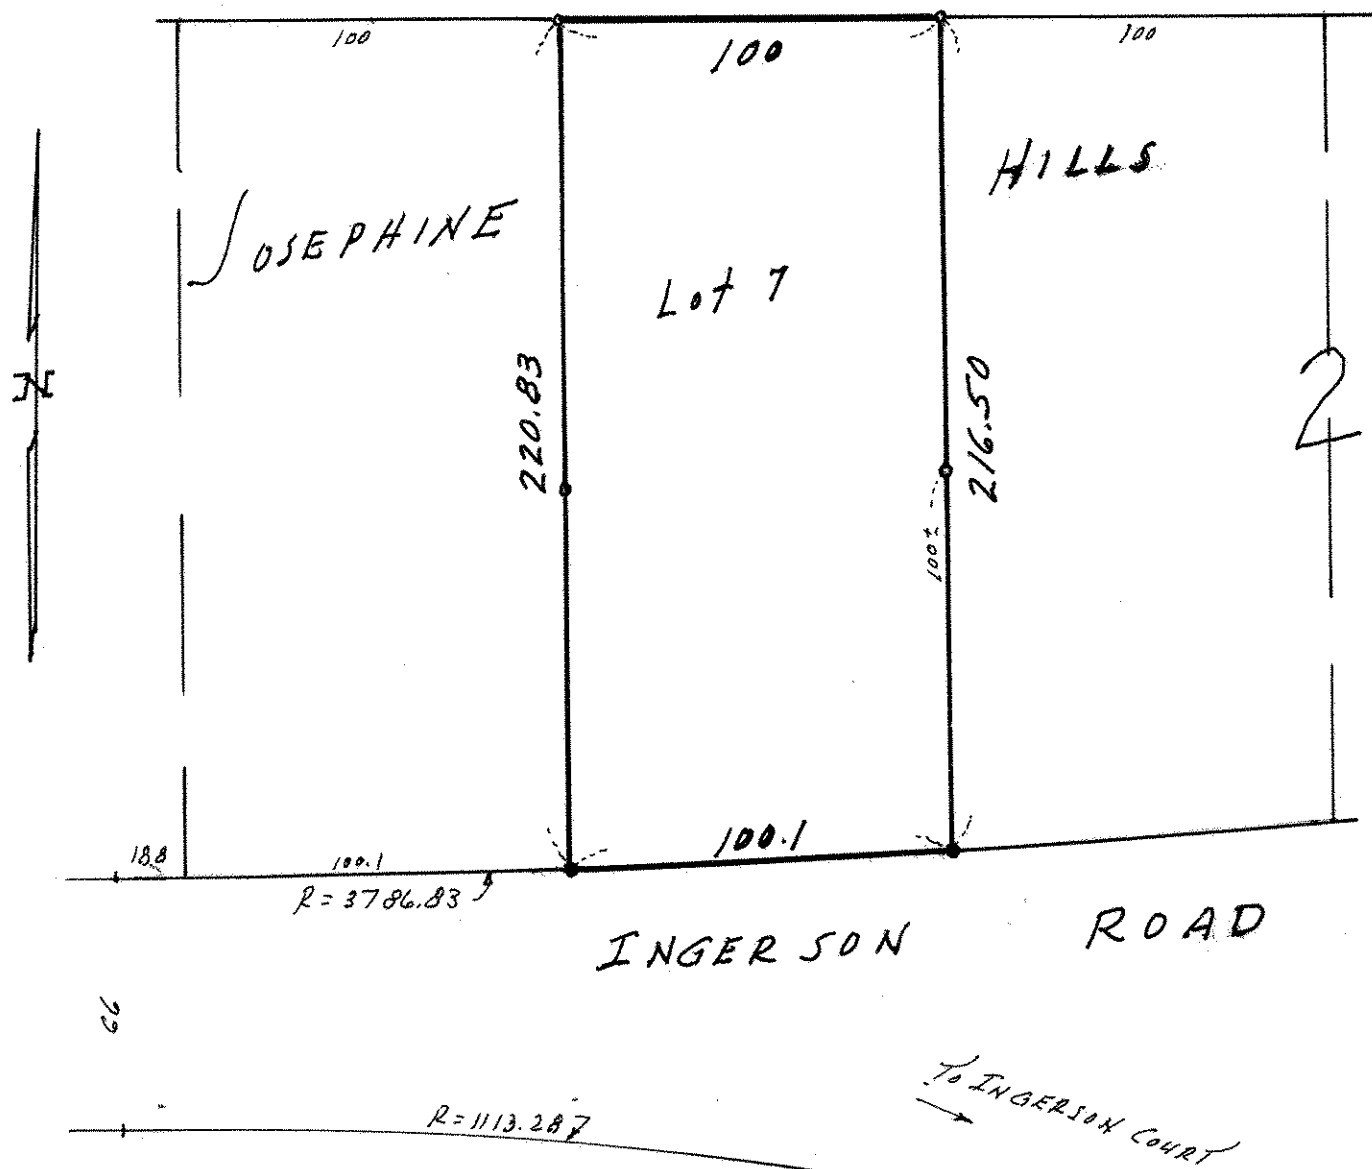 100
100
100
HILLS
JOSEPHINE
Lot 7
N
220.83
216.50
2
100±
18.8
100.1
100.1
R=3786.83
INGERSON ROAD
66
To INGERSON COURT
R=1113.287